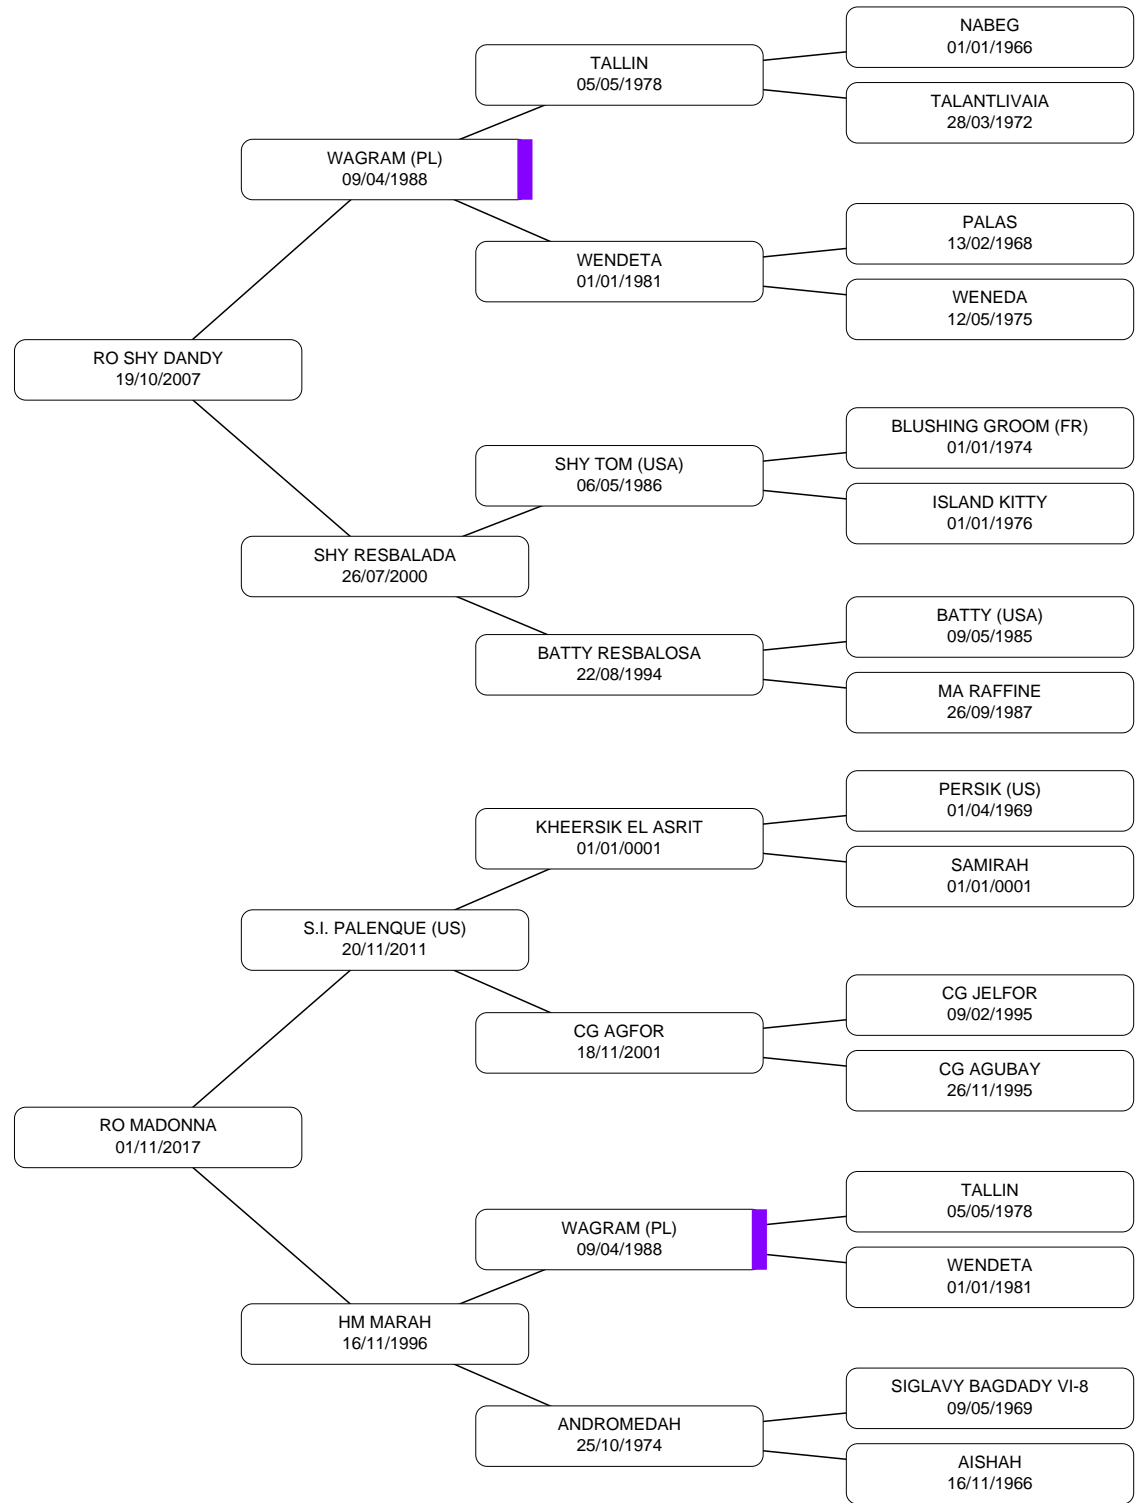 NABEG
01/01/1966
TALLIN
05/05/1978
TALANTLIVAIA
28/03/1972
WAGRAM (PL)
09/04/1988
PALAS
13/02/1968
WENDETA
01/01/1981
WENEDA
12/05/1975
RO SHY DANDY
19/10/2007
BLUSHING GROOM (FR)
01/01/1974
SHY TOM (USA)
06/05/1986
ISLAND KITTY
01/01/1976
SHY RESBALADA
26/07/2000
BATTY (USA)
09/05/1985
BATTY RESBALOSA
22/08/1994
MA RAFFINE
26/09/1987
PERSIK (US)
01/04/1969
KHEERSIK EL ASRIT
01/01/0001
SAMIRAH
01/01/0001
S.I. PALENQUE (US)
20/11/2011
CG JELFOR
09/02/1995
CG AGFOR
18/11/2001
CG AGUBAY
26/11/1995
RO MADONNA
01/11/2017
TALLIN
05/05/1978
WAGRAM (PL)
09/04/1988
WENDETA
01/01/1981
HM MARAH
16/11/1996
SIGLAVY BAGDADY VI-8
09/05/1969
ANDROMEDAH
25/10/1974
AISHAH
16/11/1966